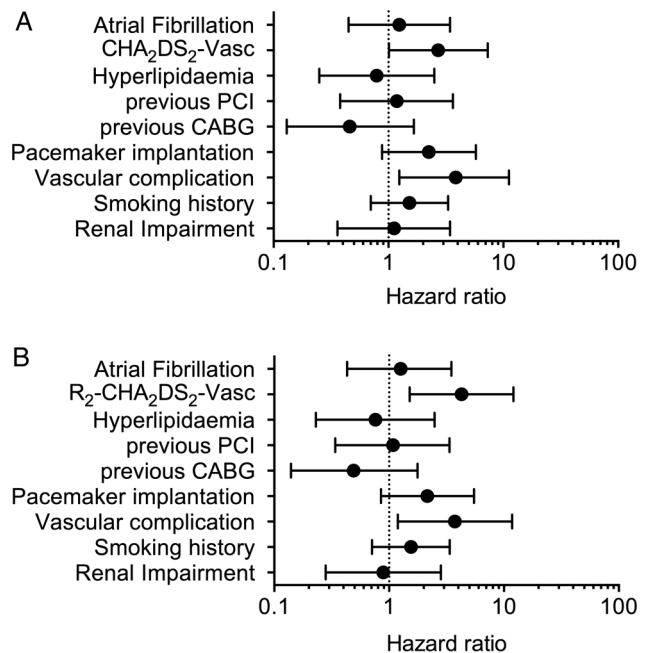 A
Atrial Fibrillation
CHA₂DS₂-Vasc
Hyperlipidaemia
previous PCI
previous CABG
Pacemaker implantation
Vascular complication
Smoking history
Renal Impairment
0.1 1 10 100
Hazard ratio
B
Atrial Fibrillation
R₂-CHA₂DS₂-Vasc
Hyperlipidaemia
previous PCI
previous CABG
Pacemaker implantation
Vascular complication
Smoking history
Renal Impairment
0.1 1 10 100
Hazard ratio